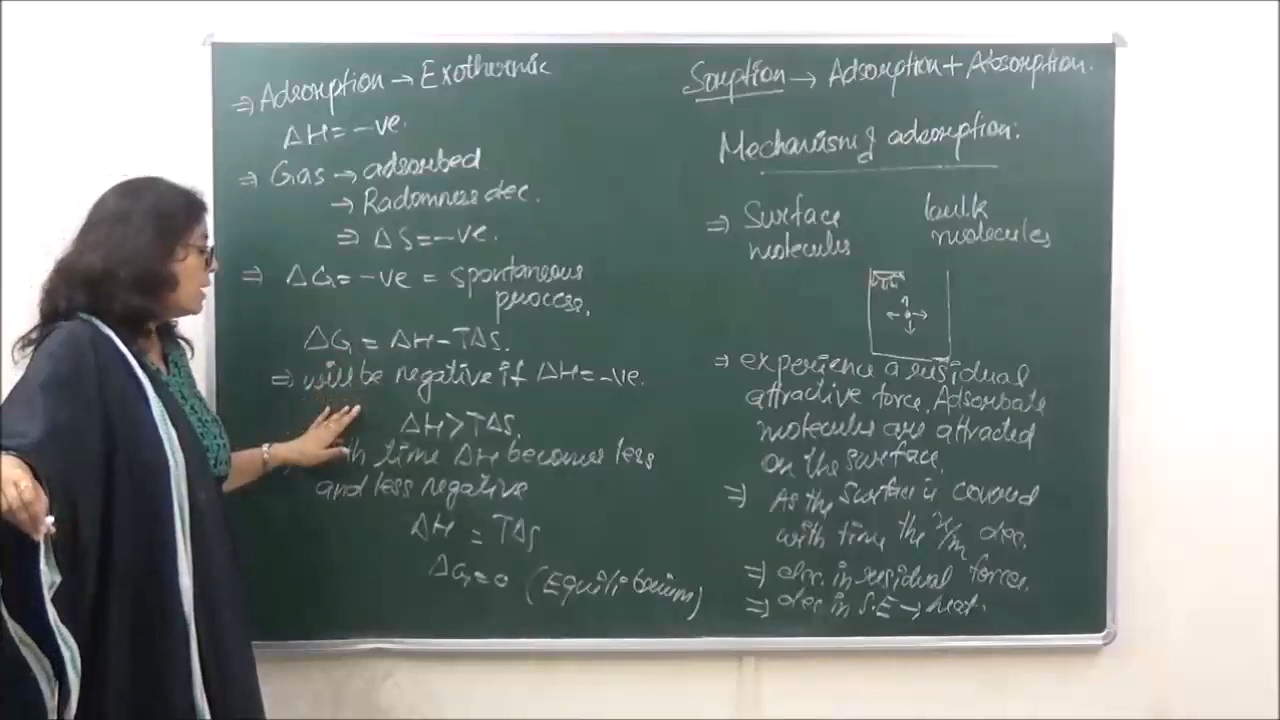 ⇒ Adsorption → Exothermic
ΔH = -ve.
⇒ Gas → adsorbed
→ Radomness dec.
⇒ ΔS = -ve.
⇒ ΔG = -ve = spontaneous
process.
ΔG = ΔH - TΔS.
⇒ will be negative if ΔH = -ve.
ΔH > TΔS.
time ΔH becomes less
and less negative
ΔH = TΔS
ΔG = 0 (Equilibrium)
Sorption → Adsorption + Absorption.
Mechanism of adsorption:
⇒ Surface molecules
bulk molecules
⇒ experience a residual
attractive force. Adsorbate
molecules are attracted
on the surface.
⇒ As the surface is covered
with time the x/m dec.
⇒ dec. in residual force.
⇒ dec in S.E → heat.